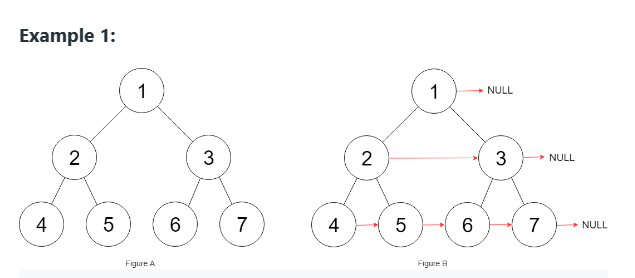 Example 1:
1
1 NULL
2 3
2 3 NULL
4 5 6 7
4 5 6 7 NULL
Figure A
Figure B